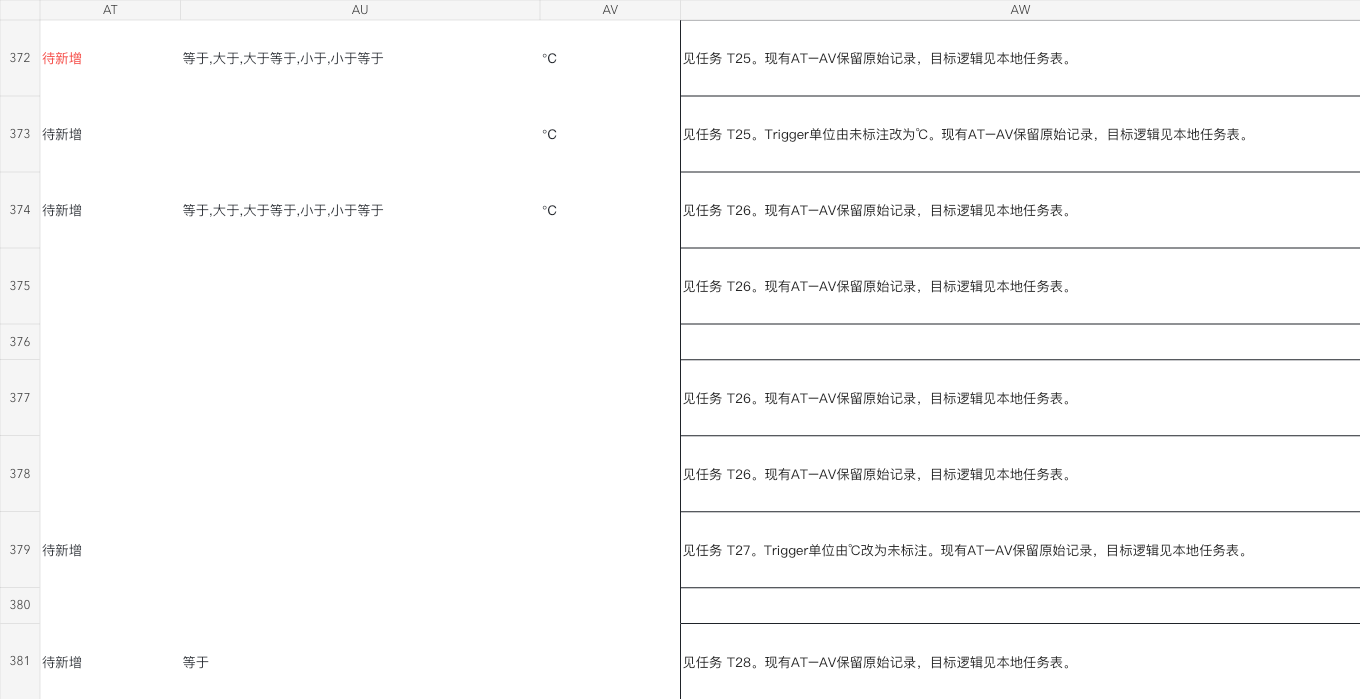 AT AU AV AW
372 待新增 等于,大于,大于等于,小于,小于等于 ℃ 见任务 T25。现有AT—AV保留原始记录，目标逻辑见本地任务表。
373 待新增 ℃ 见任务 T25。Trigger单位由未标注改为℃。现有AT—AV保留原始记录，目标逻辑见本地任务表。
374 待新增 等于,大于,大于等于,小于,小于等于 ℃ 见任务 T26。现有AT—AV保留原始记录，目标逻辑见本地任务表。
375 见任务 T26。现有AT—AV保留原始记录，目标逻辑见本地任务表。
376
377 见任务 T26。现有AT—AV保留原始记录，目标逻辑见本地任务表。
378 见任务 T26。现有AT—AV保留原始记录，目标逻辑见本地任务表。
379 待新增 见任务 T27。Trigger单位由℃改为未标注。现有AT—AV保留原始记录，目标逻辑见本地任务表。
380
381 待新增 等于 见任务 T28。现有AT—AV保留原始记录，目标逻辑见本地任务表。